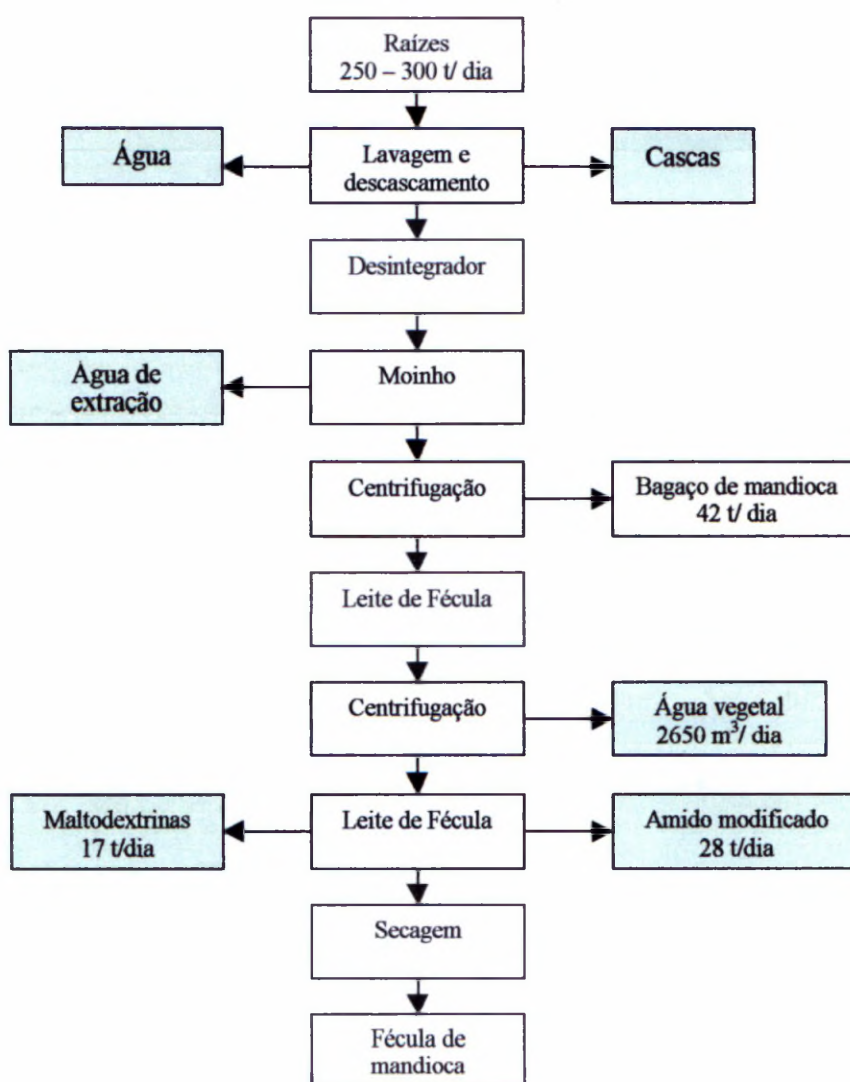 Raízes
250 – 300 t/ dia
Água
Lavagem e
descascamento
Cascas
Desintegrador
Água de
extração
Moinho
Centrifugação
Bagaço de mandioca
42 t/ dia
Leite de Fécula
Centrifugação
Água vegetal
2650 m³/ dia
Maltodextrinas
17 t/dia
Leite de Fécula
Amido modificado
28 t/dia
Secagem
Fécula de
mandioca